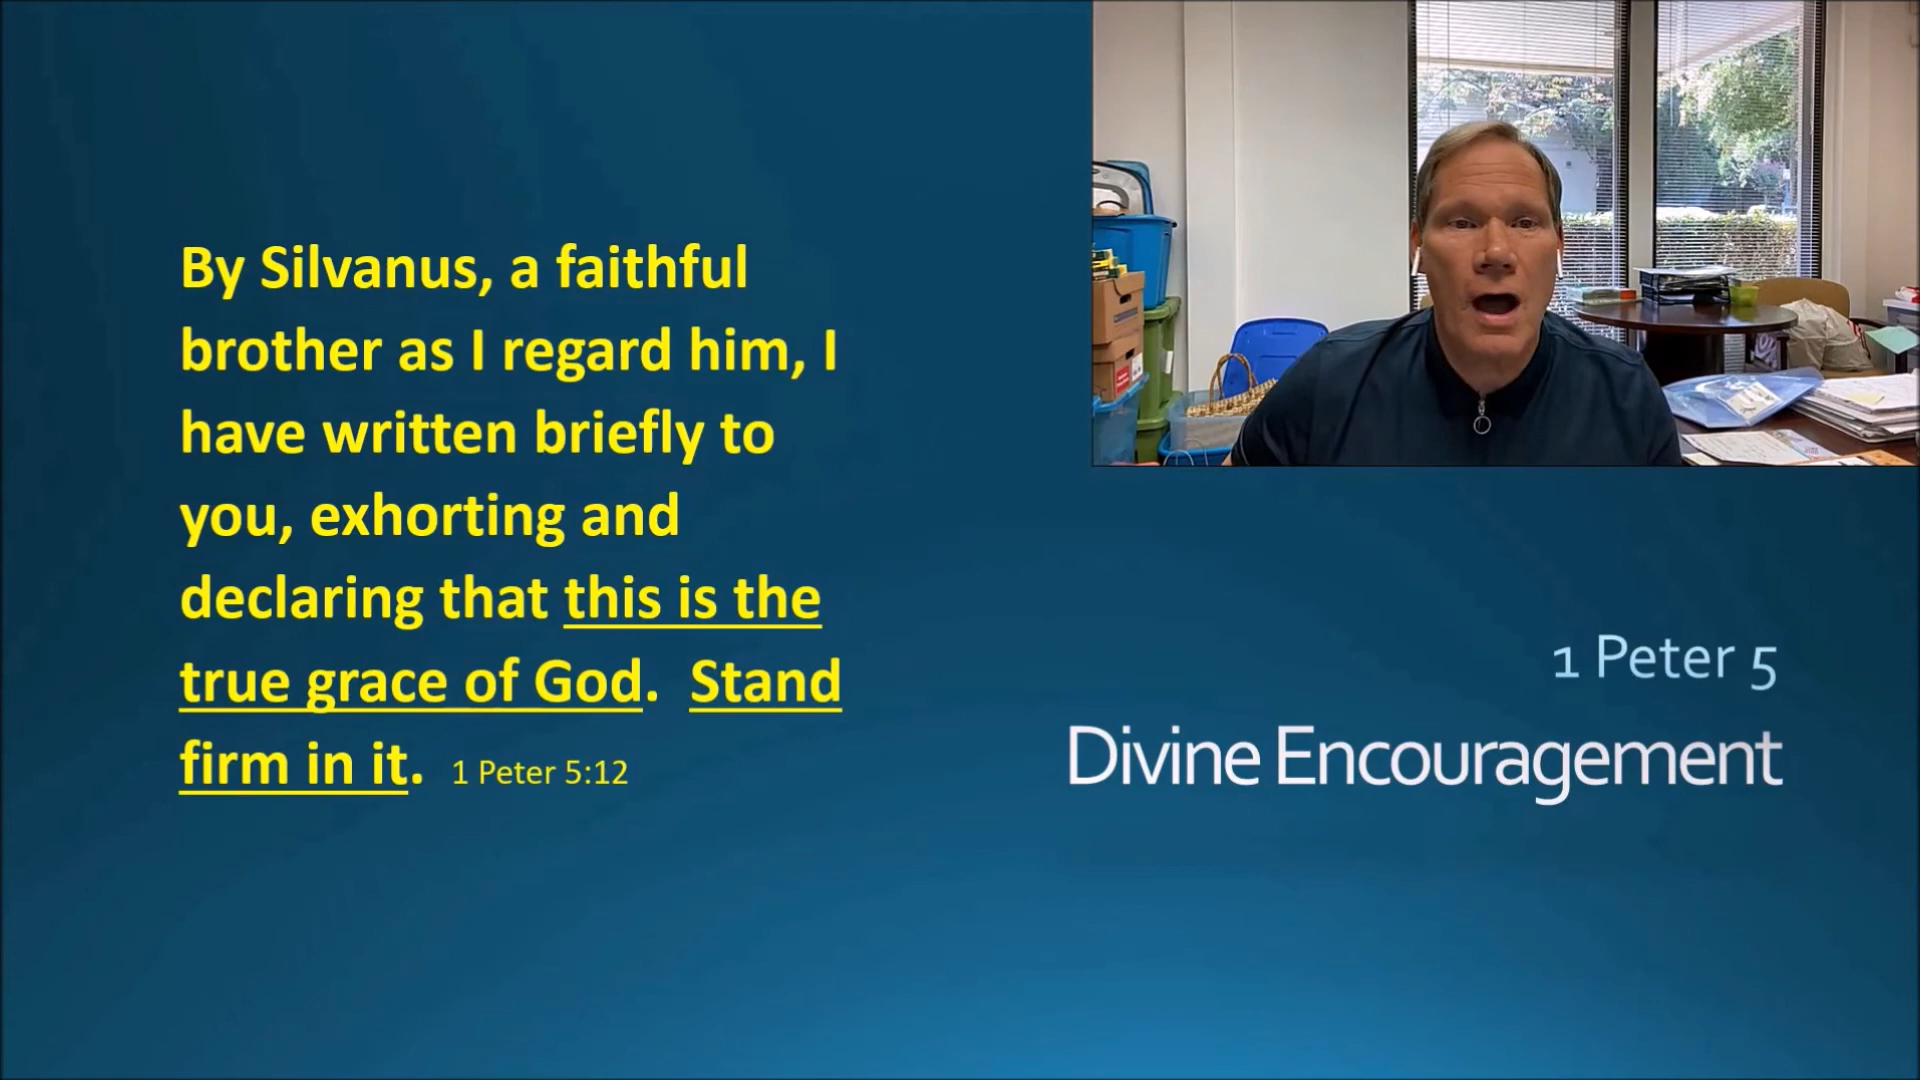 By Silvanus, a faithful
brother as I regard him, I
have written briefly to
you, exhorting and
declaring that this is the
true grace of God. Stand
firm in it. 1 Peter 5:12
1 Peter 5
Divine Encouragement